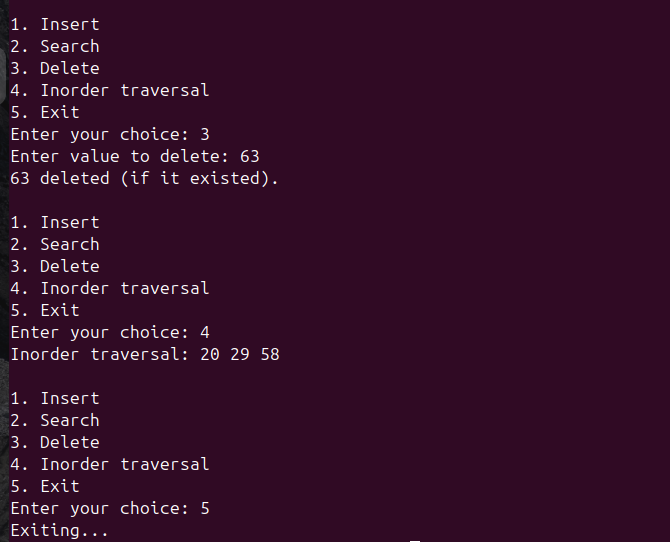 1. Insert
2. Search
3. Delete
4. Inorder traversal
5. Exit
Enter your choice: 3
Enter value to delete: 63
63 deleted (if it existed).
1. Insert
2. Search
3. Delete
4. Inorder traversal
5. Exit
Enter your choice: 4
Inorder traversal: 20 29 58
1. Insert
2. Search
3. Delete
4. Inorder traversal
5. Exit
Enter your choice: 5
Exiting...